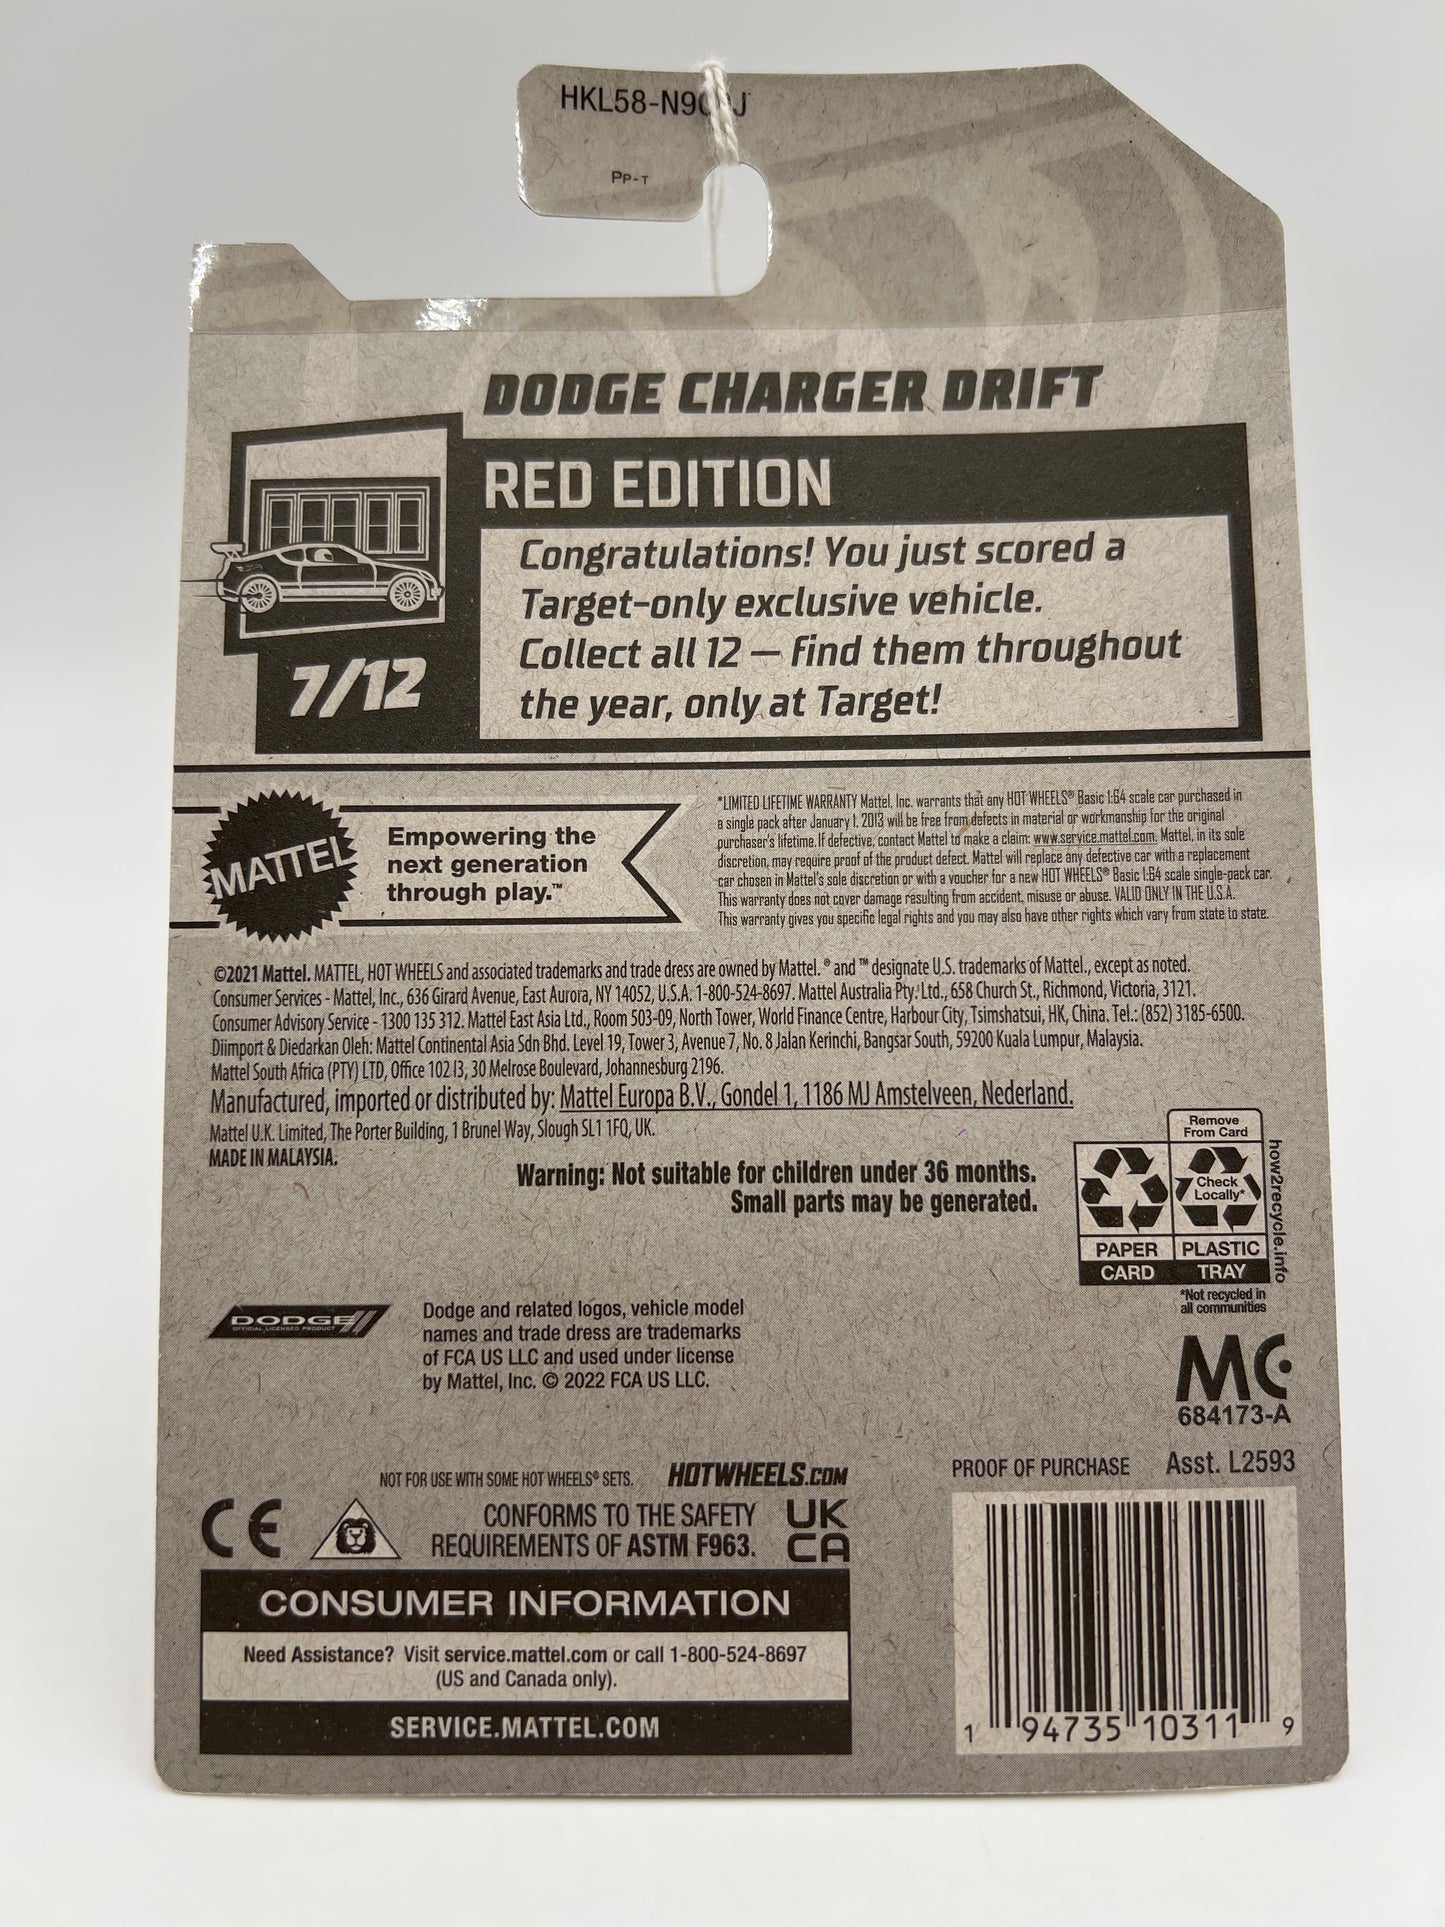 Pp-T
DODGE CHARGER DRIFT
RED EDITION
Congratulations! You just scored a
Target-only exclusive vehicle.
Collect all 12 — find them throughout
the year, only at Target!
7/12
MATTEL
Empowering the
next generation
through play.™
*LIMITED LIFETIME WARRANTY Mattel, Inc. warrants that any HOT WHEELS® Basic 1:64 scale car purchased in
a single pack after January 1, 2013 will be free from defects in material or workmanship for the original
purchaser's lifetime. If defective, contact Mattel to make a claim: www.service.mattel.com. Mattel, in its sole
discretion, may require proof of the product defect. Mattel will replace any defective car with a replacement
car chosen in Mattel's sole discretion or with a voucher for a new HOT WHEELS® Basic 1:64 scale single-pack car.
This warranty does not cover damage resulting from accident, misuse or abuse. VALID ONLY IN THE U.S.A.
This warranty gives you specific legal rights and you may also have other rights which vary from state to state.
©2021 Mattel. MATTEL, HOT WHEELS and associated trademarks and trade dress are owned by Mattel. ® and ™ designate U.S. trademarks of Mattel., except as noted.
Consumer Services - Mattel, Inc., 636 Girard Avenue, East Aurora, NY 14052, U.S.A. 1-800-524-8697. Mattel Australia Pty. Ltd., 658 Church St., Richmond, Victoria, 3121.
Consumer Advisory Service - 1300 135 312. Mattel East Asia Ltd., Room 503-09, North Tower, World Finance Centre, Harbour City, Tsimshatsui, HK, China. Tel.: (852) 3185-6500.
Diimport & Diedarkan Oleh: Mattel Continental Asia Sdn Bhd. Level 19, Tower 3, Avenue 7, No. 8 Jalan Kerinchi, Bangsar South, 59200 Kuala Lumpur, Malaysia.
Mattel South Africa (PTY) LTD, Office 102 I3, 30 Melrose Boulevard, Johannesburg 2196.
Manufactured, imported or distributed by: Mattel Europa B.V., Gondel 1, 1186 MJ Amstelveen, Nederland.
Mattel U.K. Limited, The Porter Building, 1 Brunel Way, Slough SL1 1FQ, UK.
MADE IN MALAYSIA.
Warning: Not suitable for children under 36 months.
Small parts may be generated.
Remove
From Card
Check
Locally*
PAPER PLASTIC
CARD TRAY
how2recycle.info
*Not recycled in
all communities
DODGE
OFFICIAL LICENSED PRODUCT
Dodge and related logos, vehicle model
names and trade dress are trademarks
of FCA US LLC and used under license
by Mattel, Inc. © 2022 FCA US LLC.
MC
684173-A
NOT FOR USE WITH SOME HOT WHEELS® SETS. HOTWHEELS.COM
PROOF OF PURCHASE Asst. L2593
CE
CONFORMS TO THE SAFETY
REQUIREMENTS OF ASTM F963.
UK
CA
CONSUMER INFORMATION
Need Assistance? Visit service.mattel.com or call 1-800-524-8697
(US and Canada only).
SERVICE.MATTEL.COM
1 94735 10311 9